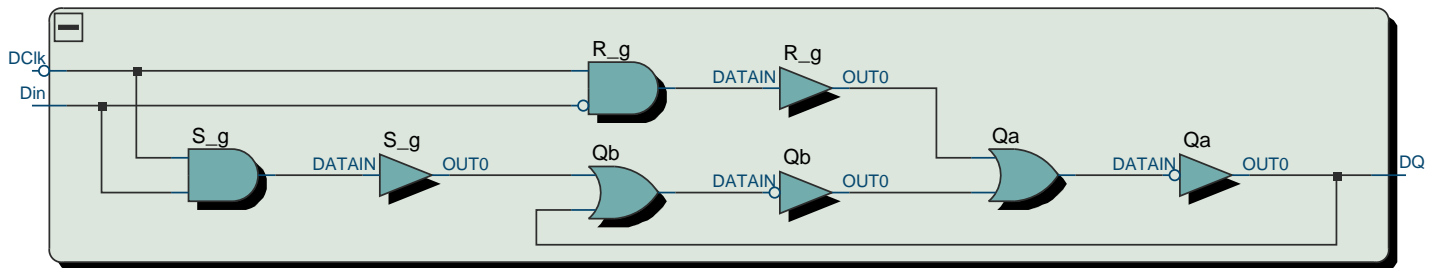 R_g
R_g
DClk
DATAIN
OUT0
Din
S_g
S_g
Qb
Qb
Qa
Qa
DATAIN
OUT0
DATAIN
OUT0
DATAIN
OUT0
DQ